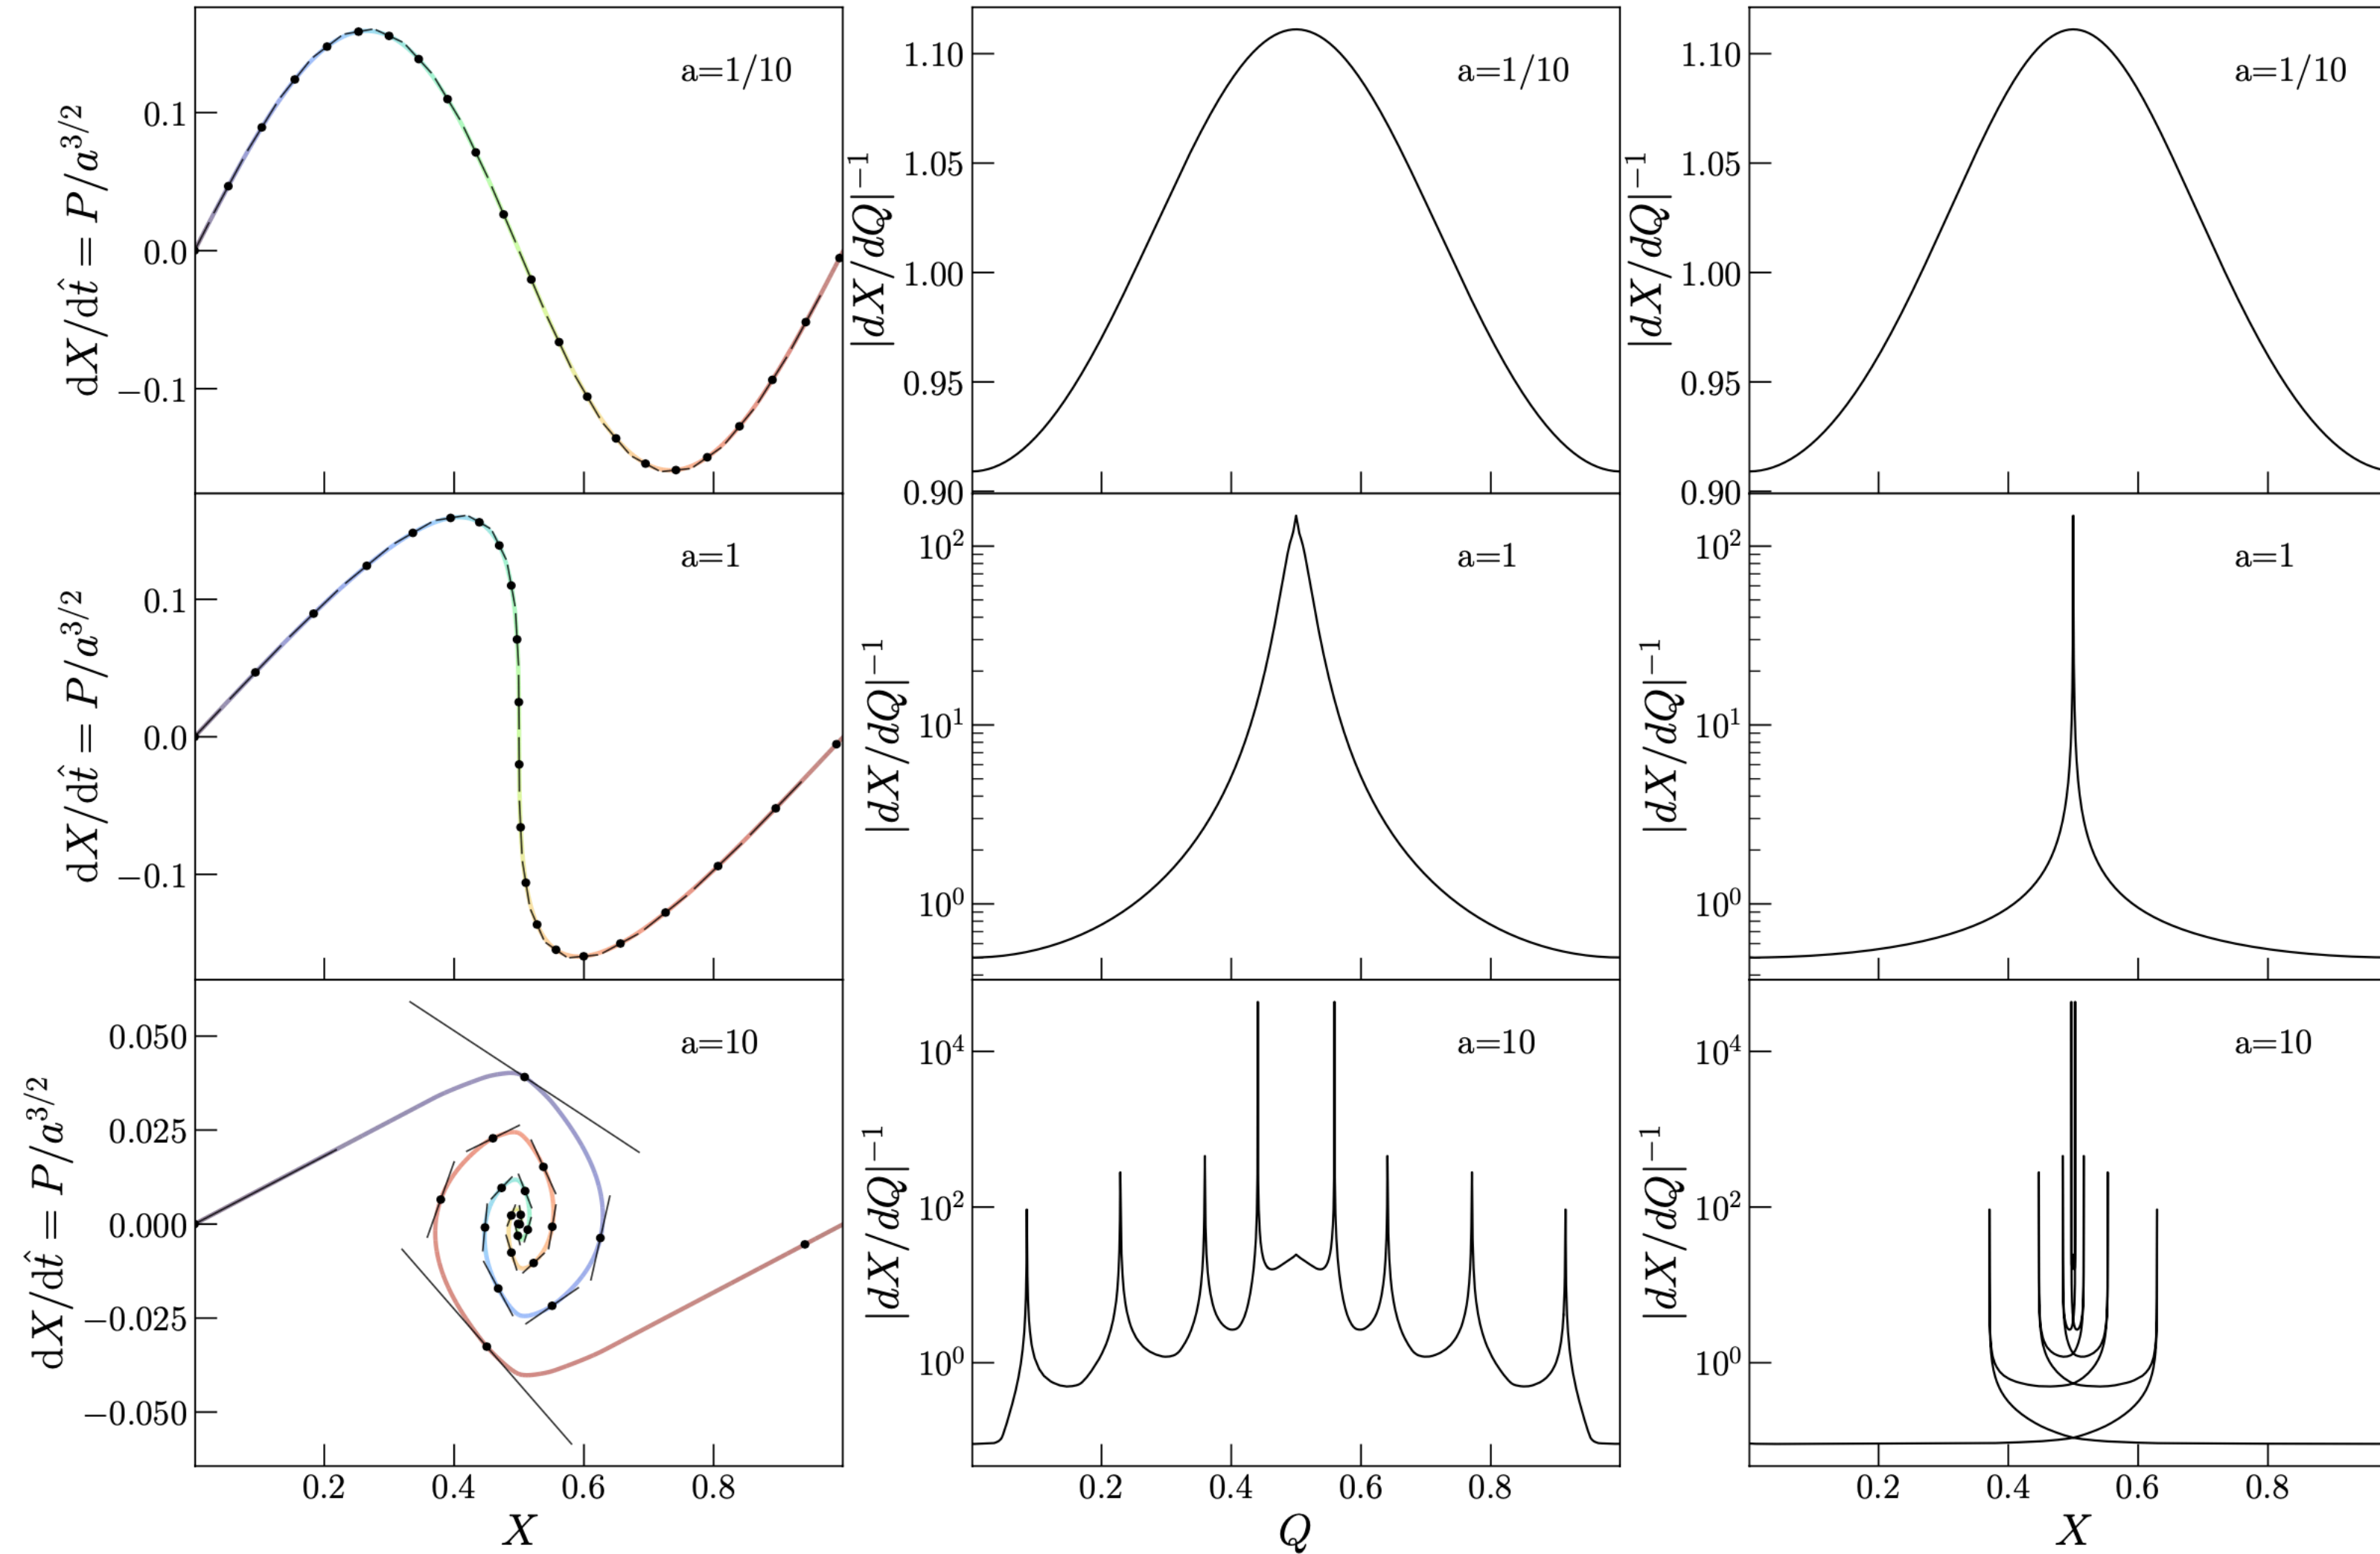 dX/dt̂ = P/a^{3/2}
0.1
0.0
−0.1
a=1/10
|dX/dQ|^{−1}
1.10
1.05
1.00
0.95
0.90
a=1/10
|dX/dQ|^{−1}
1.10
1.05
1.00
0.95
0.90
a=1/10
dX/dt̂ = P/a^{3/2}
0.1
0.0
−0.1
a=1
|dX/dQ|^{−1}
10^2
10^1
10^0
a=1
|dX/dQ|^{−1}
10^2
10^1
10^0
a=1
dX/dt̂ = P/a^{3/2}
0.050
0.025
0.000
−0.025
−0.050
a=10
0.2 0.4 0.6 0.8
X
|dX/dQ|^{−1}
10^4
10^2
10^0
a=10
0.2 0.4 0.6 0.8
Q
|dX/dQ|^{−1}
10^4
10^2
10^0
a=10
0.2 0.4 0.6 0.8
X